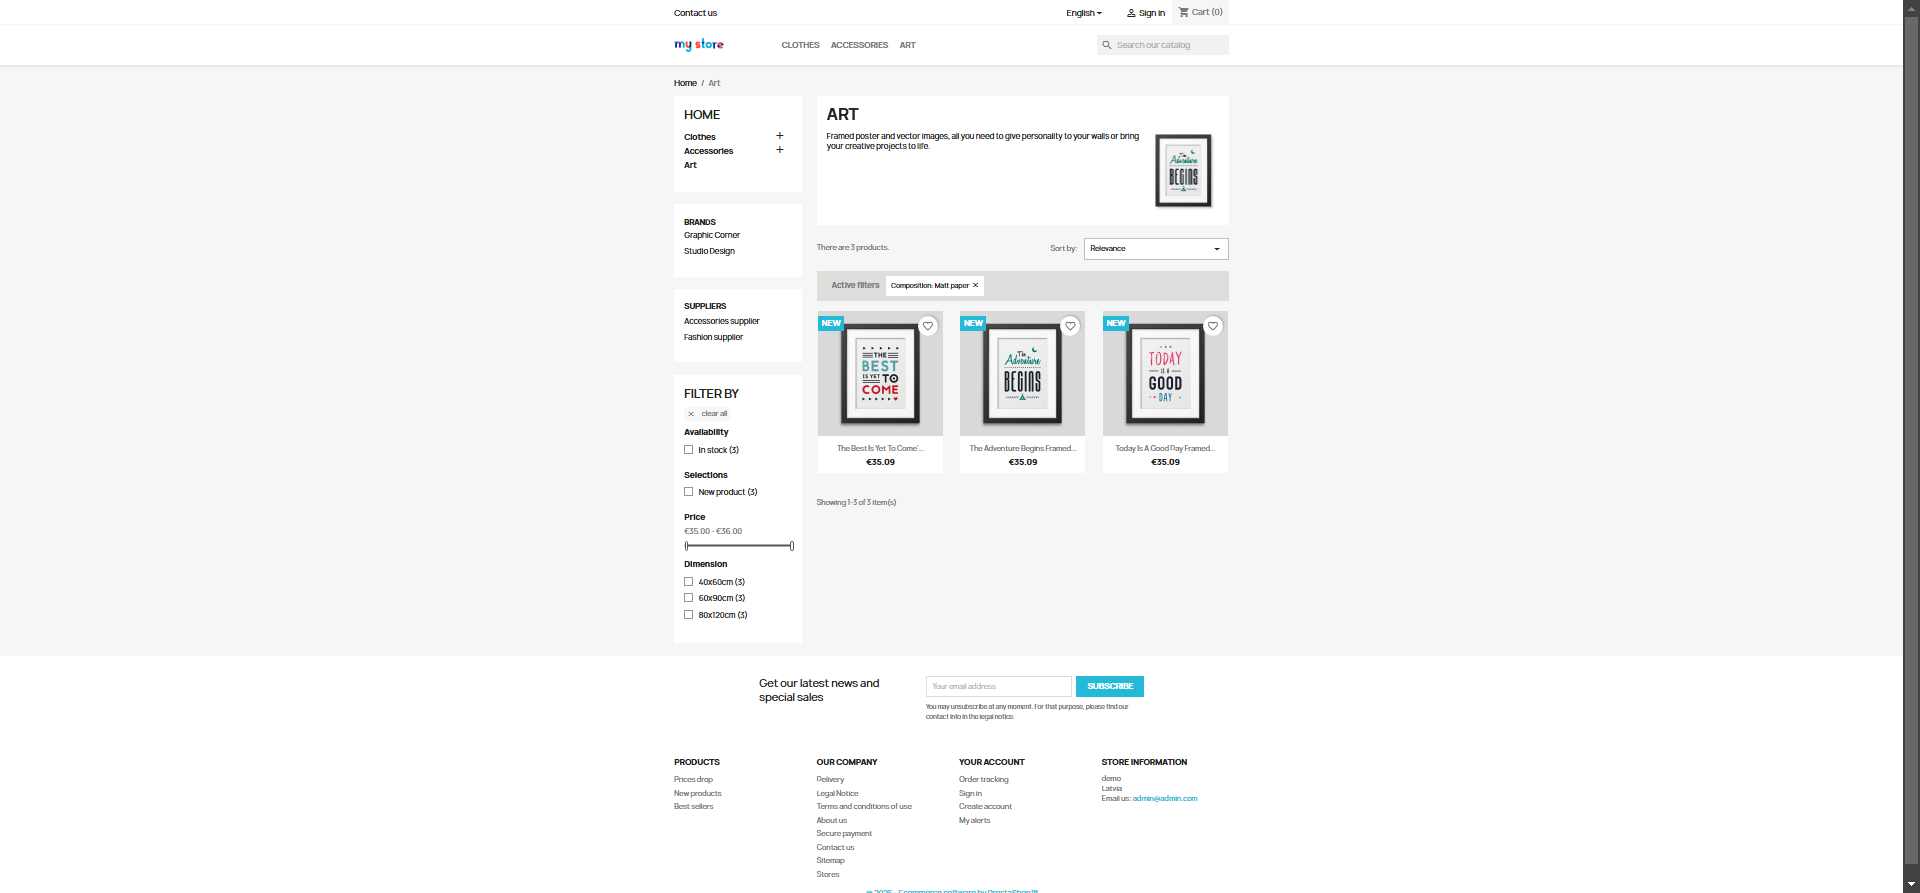 Contact us
English
Sign in
Cart (0)
my store
CLOTHES
ACCESSORIES
ART
Search our catalog
Home / Art
HOME
Clothes
Accessories
Art
BRANDS
Graphic Corner
Studio Design
SUPPLIERS
Accessories supplier
Fashion supplier
FILTER BY
clear all
Availability
In stock (3)
Selections
New product (3)
Price
€35.00 - €36.00
Dimension
40x60cm (3)
60x90cm (3)
80x120cm (3)
ART
Framed poster and vector images, all you need to give personality to your walls or bring
your creative projects to life.
The
Adventure
BEGINS
There are 3 products.
Sort by:
Relevance
Active filters
Composition: Matt paper
NEW
THE
BEST
IS YET TO
COME
The Best Is Yet To Come'...
€35.09
NEW
The
Adventure
BEGINS
The Adventure Begins Framed...
€35.09
NEW
TODAY
IS A
GOOD
DAY
Today Is A Good Day Framed...
€35.09
Showing 1-3 of 3 item(s)
Get our latest news and
special sales
Your email address
SUBSCRIBE
You may unsubscribe at any moment. For that purpose, please find our
contact info in the legal notice.
PRODUCTS
Prices drop
New products
Best sellers
OUR COMPANY
Delivery
Legal Notice
Terms and conditions of use
About us
Secure payment
Contact us
Sitemap
Stores
YOUR ACCOUNT
Order tracking
Sign in
Create account
My alerts
STORE INFORMATION
demo
Latvia
Email us: admin@admin.com
© 2025 - Ecommerce software by PrestaShop™